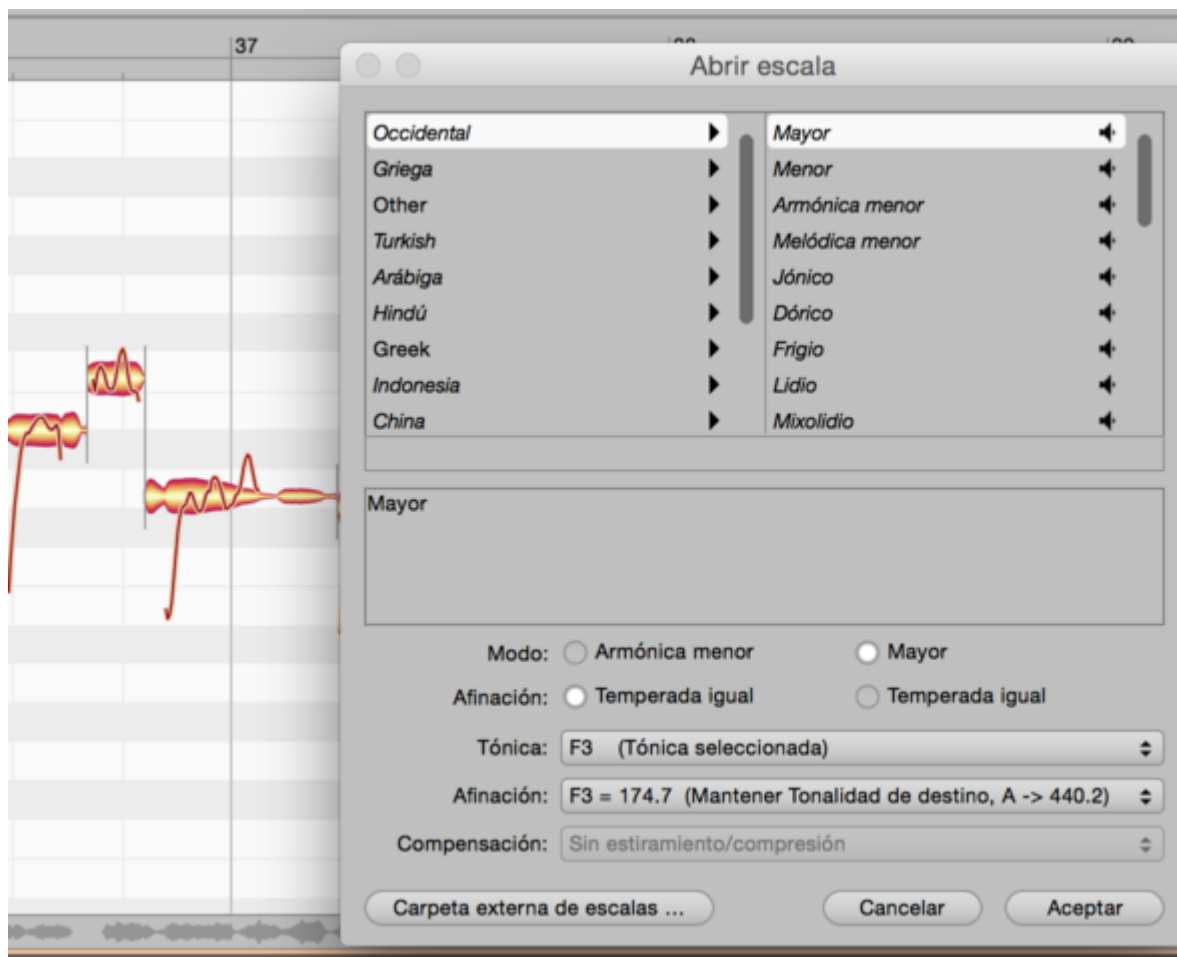 37
Abrir escala
Occidental
Griega
Other
Turkish
Arábiga
Hindú
Greek
Indonesia
China
Mayor
Menor
Armónica menor
Melódica menor
Jónico
Dórico
Frigio
Lidio
Mixolidio
Mayor
Modo: Armónica menor Mayor
Afinación: Temperada igual Temperada igual
Tónica: F3 (Tónica seleccionada)
Afinación: F3 = 174.7 (Mantener Tonalidad de destino, A -> 440.2)
Compensación: Sin estiramiento/compresión
Carpeta externa de escalas ... Cancelar Aceptar